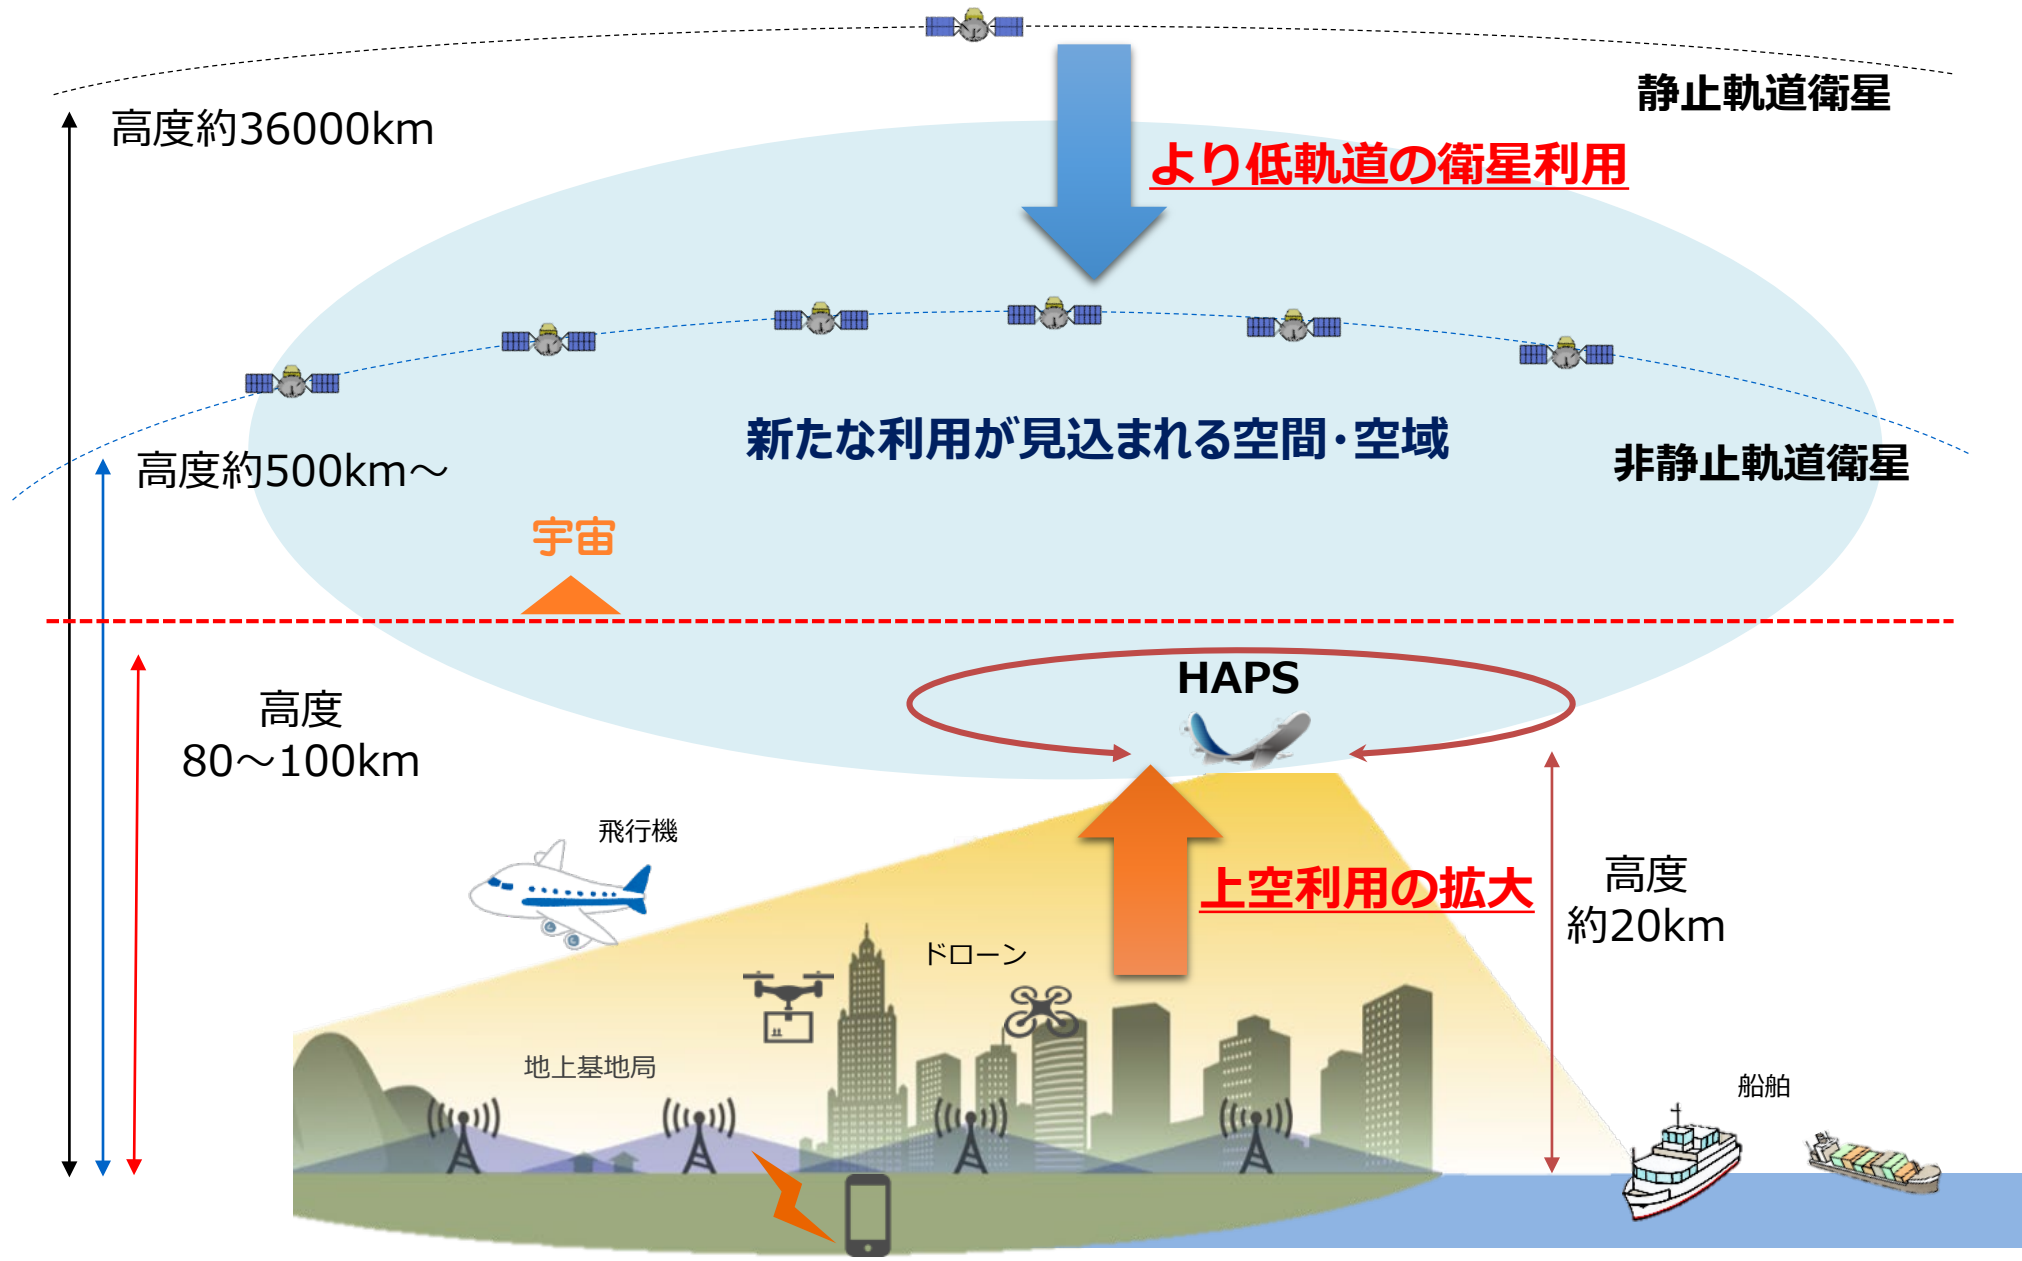 静止軌道衛星
高度約36000km
より低軌道の衛星利用
新たな利用が見込まれる空間・空域
非静止軌道衛星
高度約500km～
宇宙
HAPS
高度
80～100km
飛行機
上空利用の拡大
高度
約20km
ドローン
地上基地局
船舶